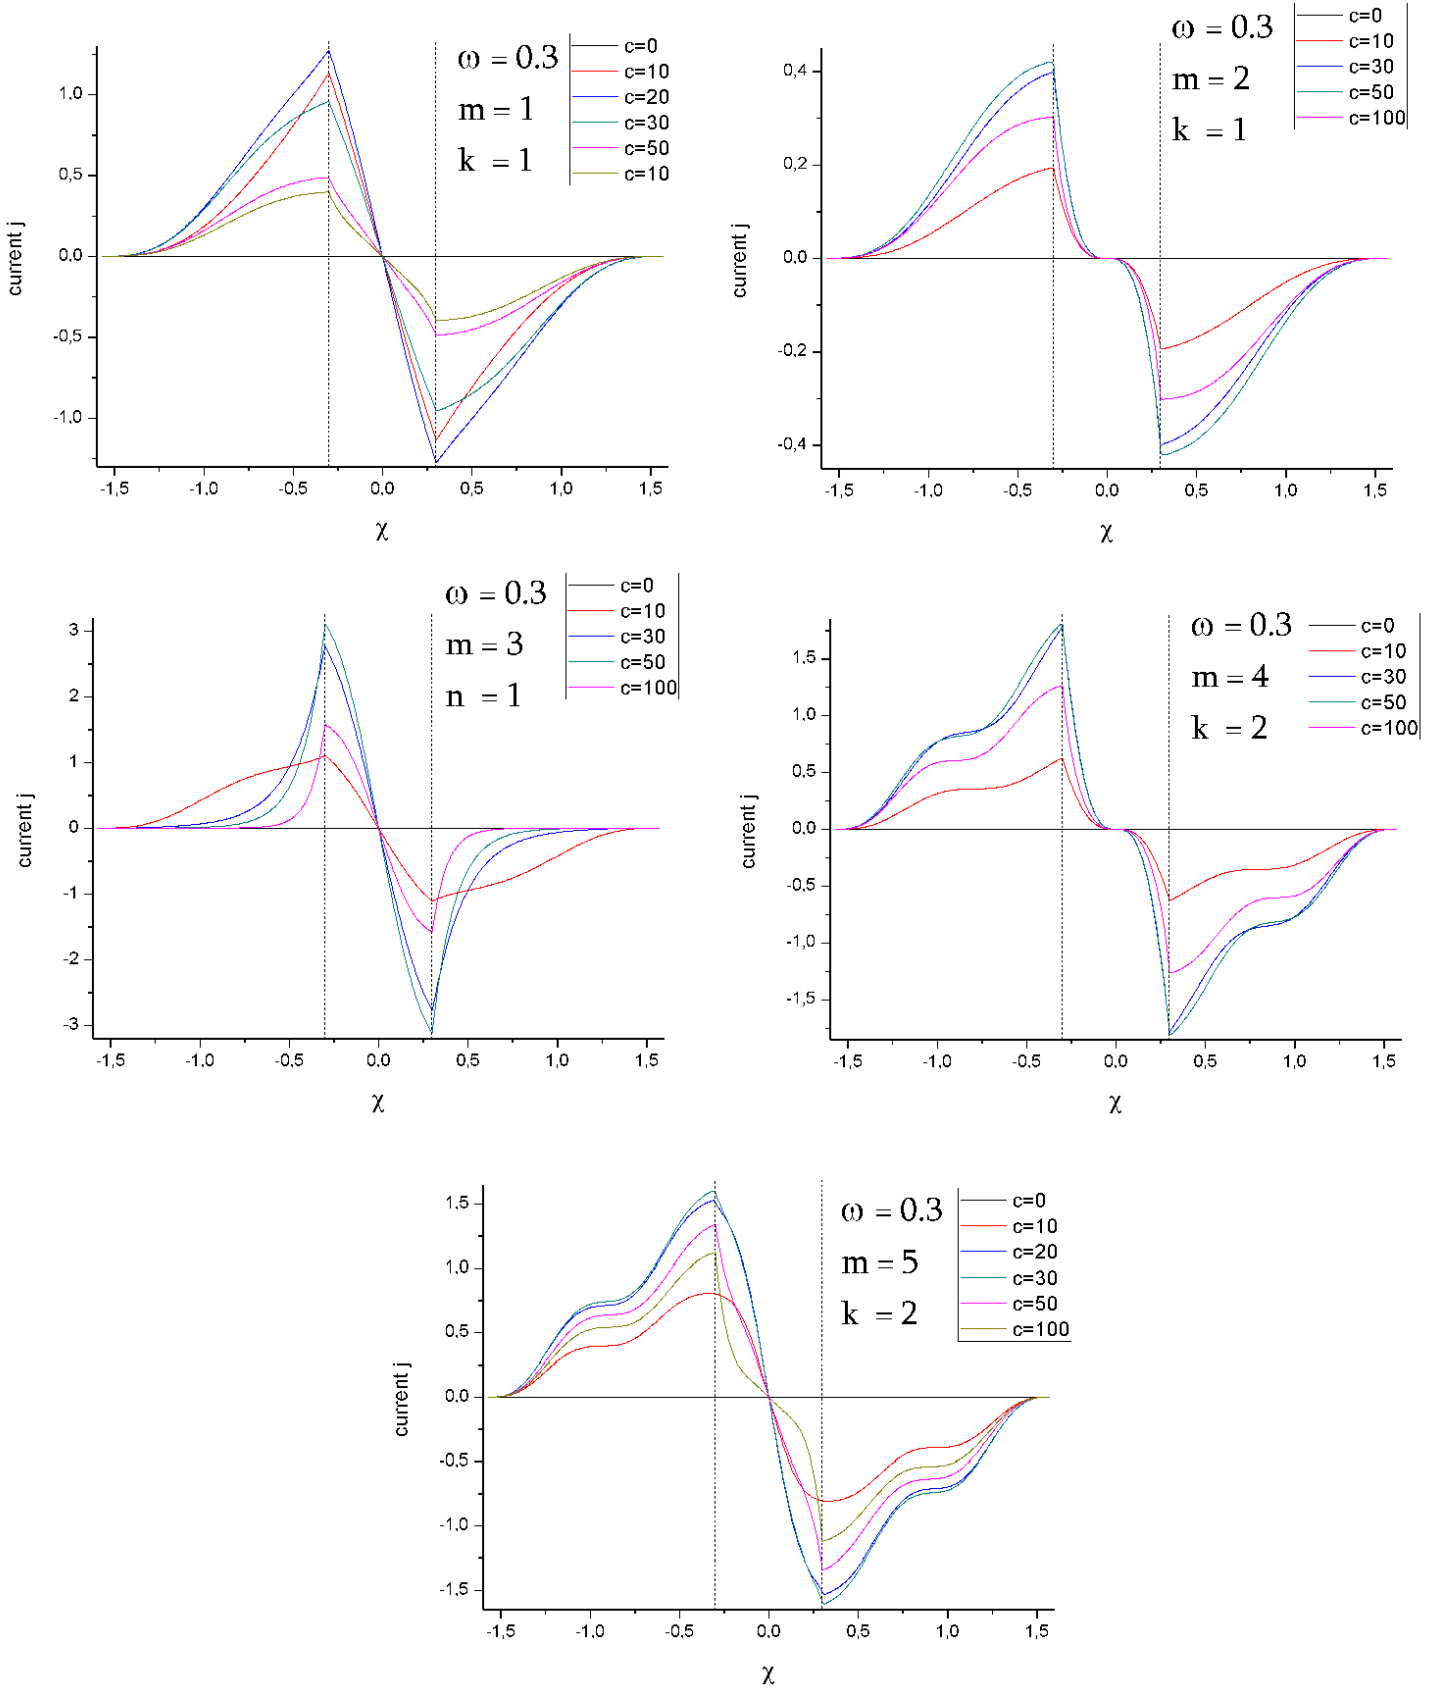 ω = 0.3
m = 1
k = 1
c=0
c=10
c=20
c=30
c=50
c=10
current j
1.0
0,5
0.0
-0,5
-1.0
-1,5
-1,0
-0,5
0.0
0,5
1,0
1,5
χ
ω = 0.3
m = 2
k = 1
c=0
c=10
c=30
c=50
c=100
current j
0,4
0,2
0.0
-0.2
-0,4
-1,5
-1,0
-0,5
0,0
0,5
1,0
1,5
χ
ω = 0.3
m = 3
n = 1
c=0
c=10
c=30
c=50
c=100
current j
3
2
1
0
-1
-2
-3
-1,5
-1,0
-0,5
0,0
0,5
1,0
1,5
χ
ω = 0.3
m = 4
k = 2
c=0
c=10
c=30
c=50
c=100
current j
1.5
1.0
0.5
0.0
-0.5
-1,0
-1,5
-1,5
-1,0
-0,5
0.0
0,5
1,0
1,5
χ
ω = 0.3
m = 5
k = 2
c=0
c=10
c=20
c=30
c=50
c=100
current j
1.5
1.0
0.5
0.0
-0.5
-1.0
-1.5
-1,5
-1,0
-0,5
0,0
0,5
1,0
1,5
χ